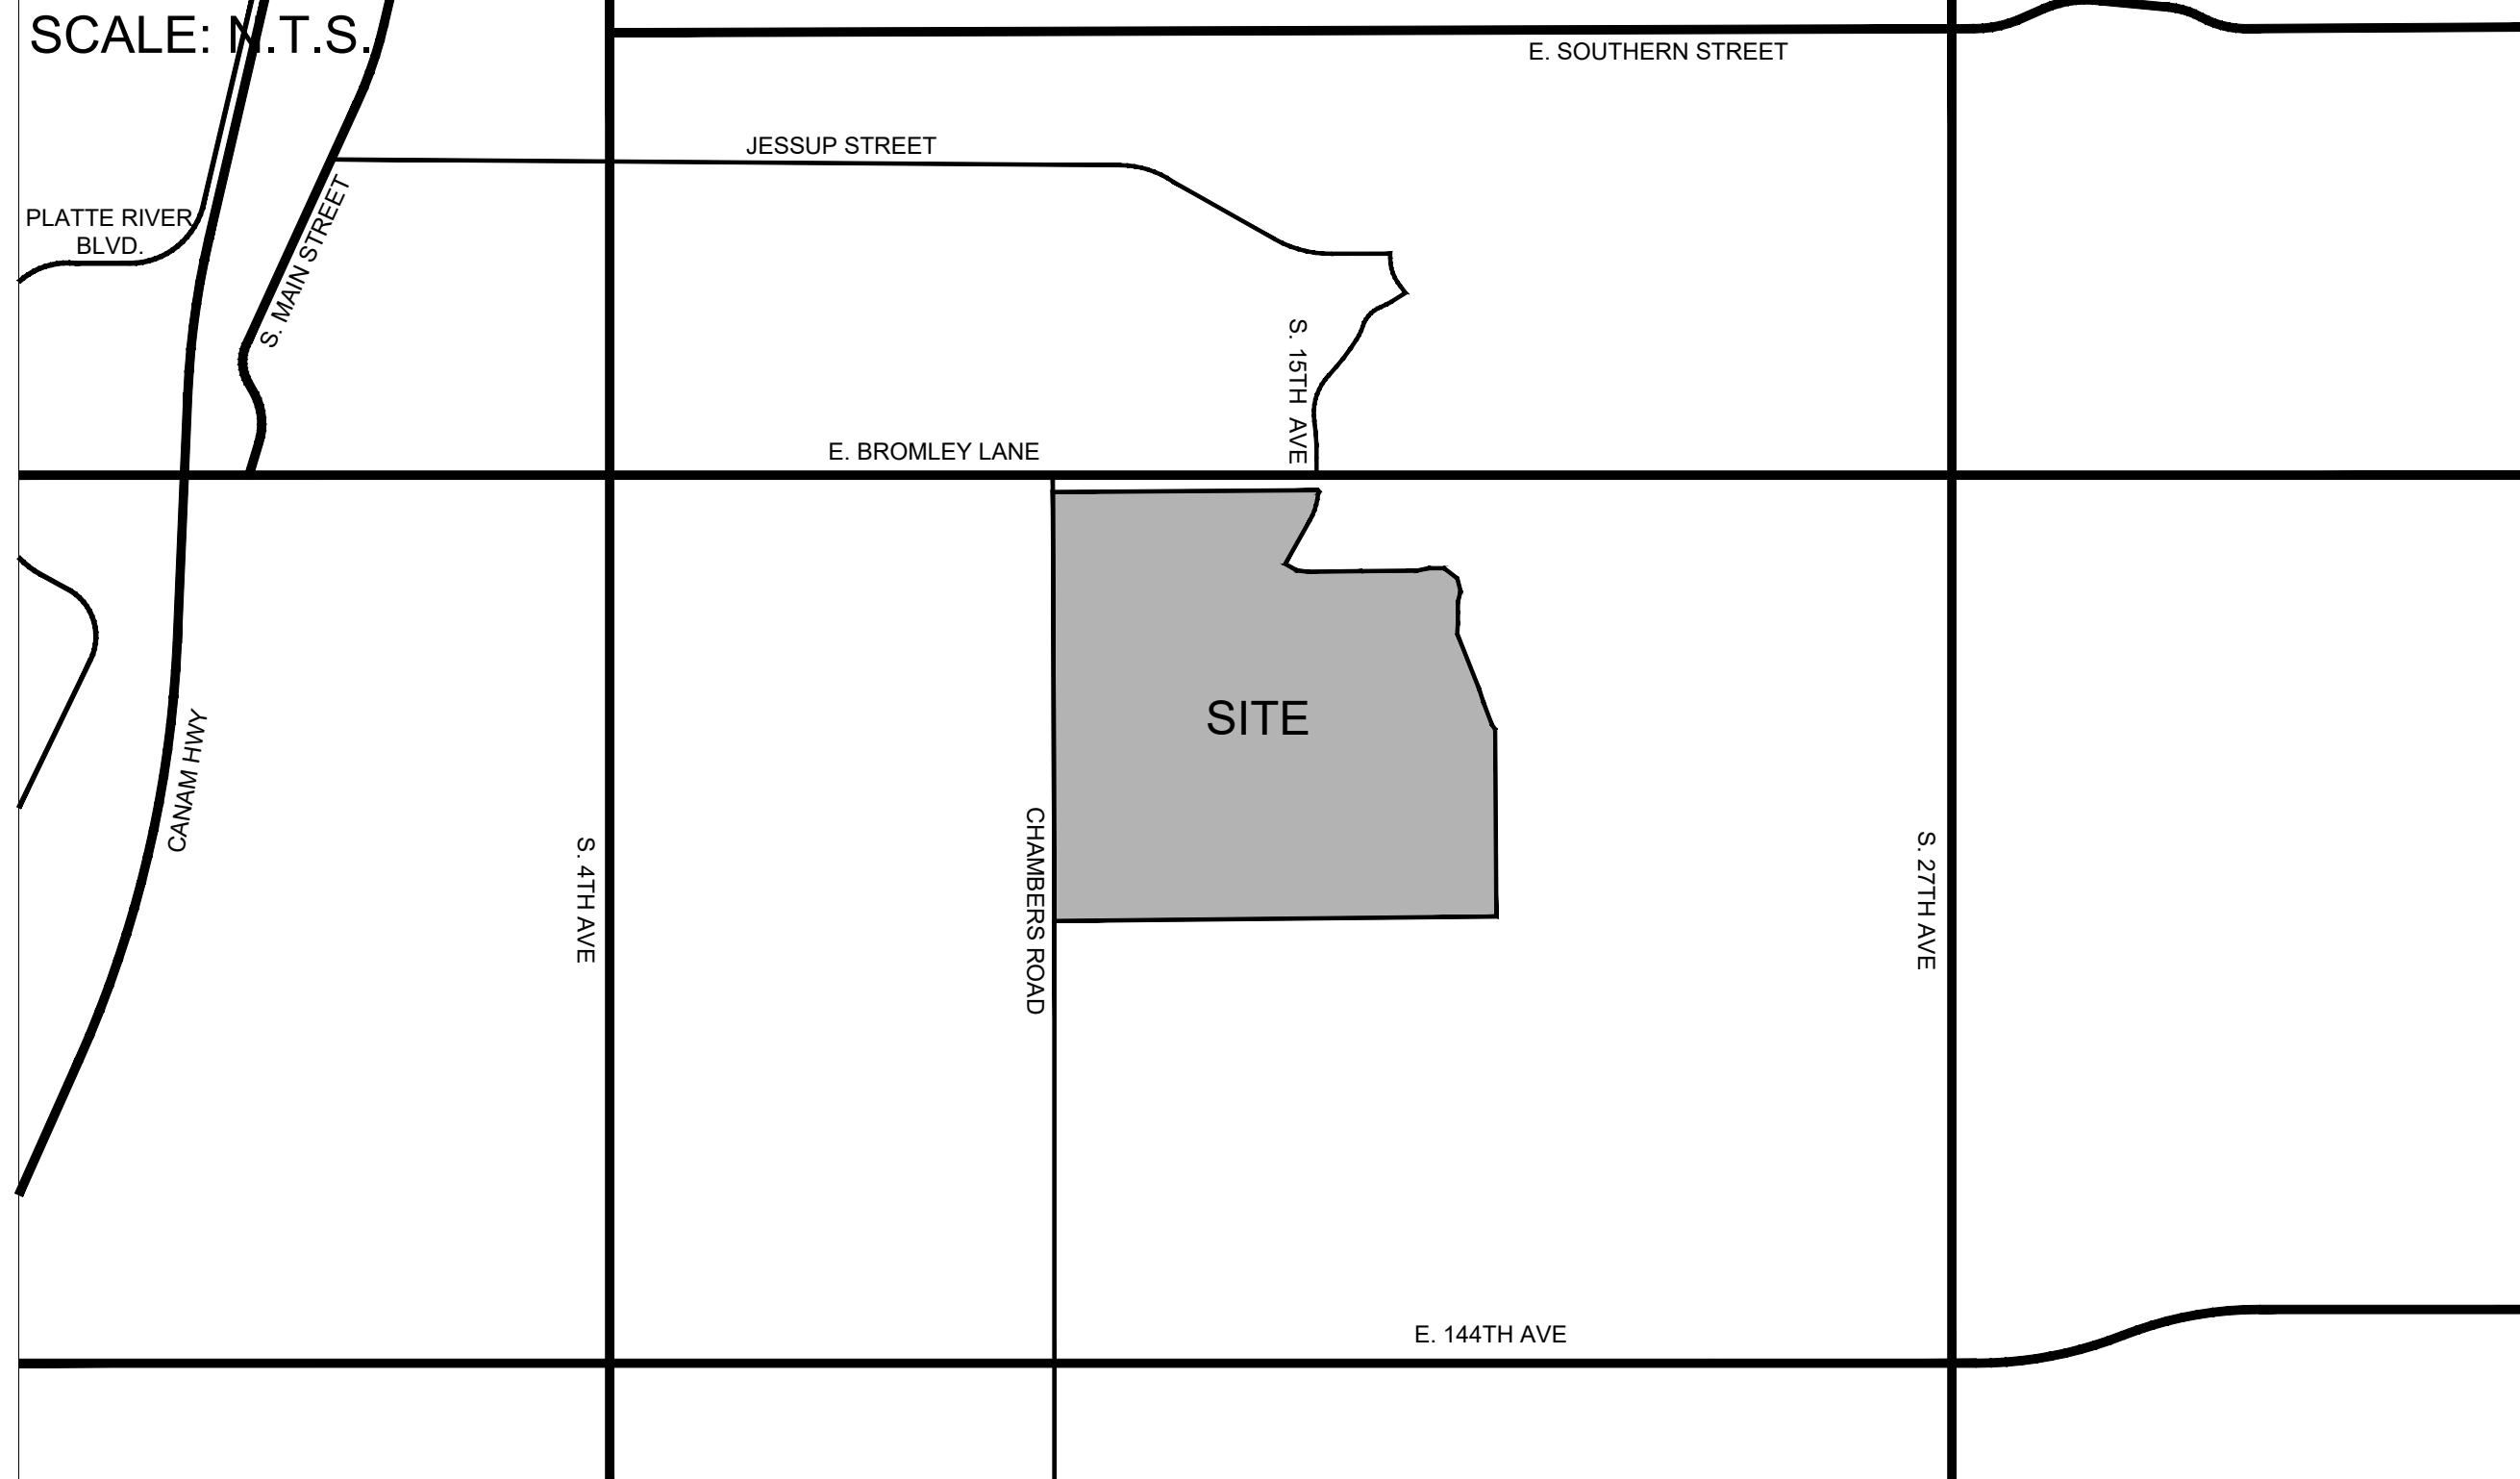 SCALE: N.T.S.
E. SOUTHERN STREET
JESSUP STREET
PLATTE RIVER
BLVD.
S. MAIN STREET
S. 15TH AVE
E. BROMLEY LANE
SITE
CANAM HWY
S. 4TH AVE
CHAMBERS ROAD
S. 27TH AVE
E. 144TH AVE